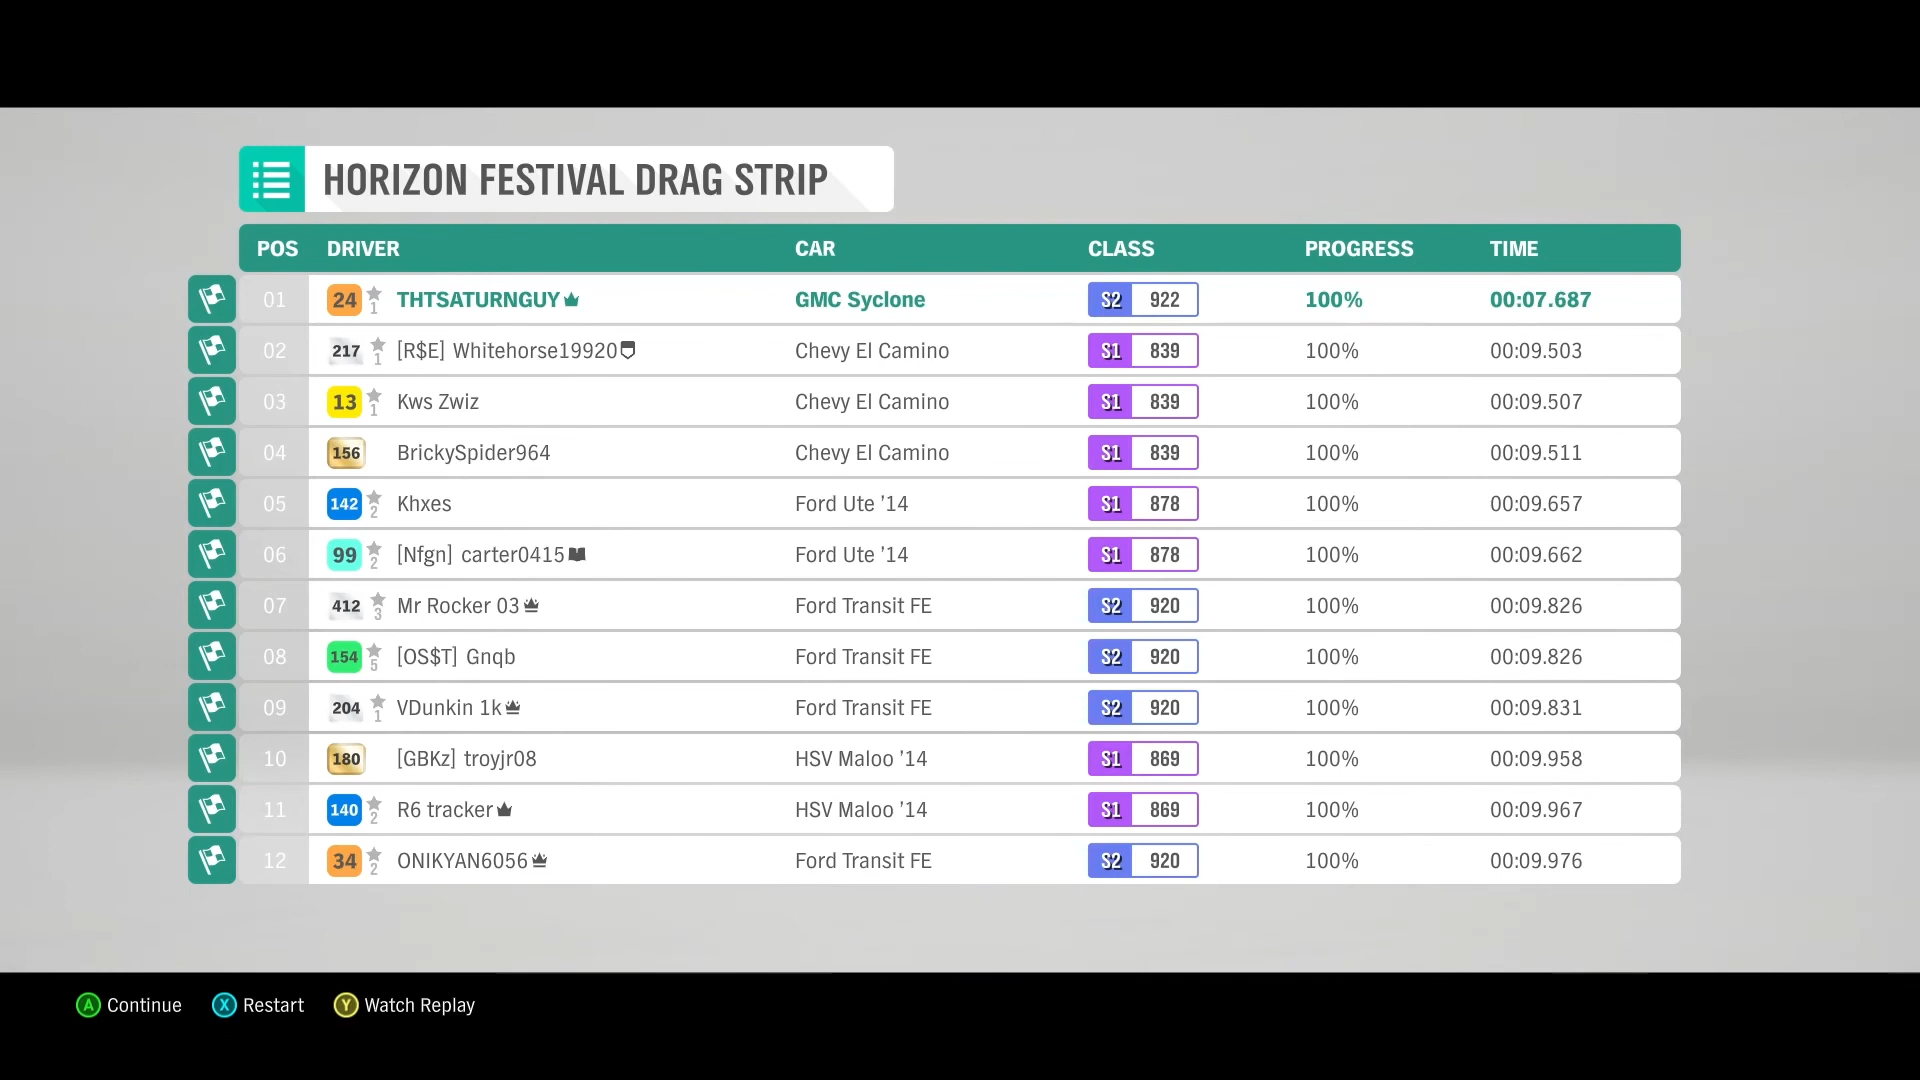 HORIZON FESTIVAL DRAG STRIP
POS DRIVER CAR CLASS PROGRESS TIME
01 24 1 THTSATURNGUY GMC Syclone S2 922 100% 00:07.687
02 217 1 [R$E] Whitehorse19920 Chevy El Camino S1 839 100% 00:09.503
03 13 1 Kws Zwiz Chevy El Camino S1 839 100% 00:09.507
04 156 BrickySpider964 Chevy El Camino S1 839 100% 00:09.511
05 142 2 Khxes Ford Ute ’14 S1 878 100% 00:09.657
06 99 2 [Nfgn] carter0415 Ford Ute ’14 S1 878 100% 00:09.662
07 412 3 Mr Rocker 03 Ford Transit FE S2 920 100% 00:09.826
08 154 5 [OS$T] Gnqb Ford Transit FE S2 920 100% 00:09.826
09 204 1 VDunkin 1k Ford Transit FE S2 920 100% 00:09.831
10 180 [GBKz] troyjr08 HSV Maloo ’14 S1 869 100% 00:09.958
11 140 2 R6 tracker HSV Maloo ’14 S1 869 100% 00:09.967
12 34 2 ONIKYAN6056 Ford Transit FE S2 920 100% 00:09.976
A Continue X Restart Y Watch Replay